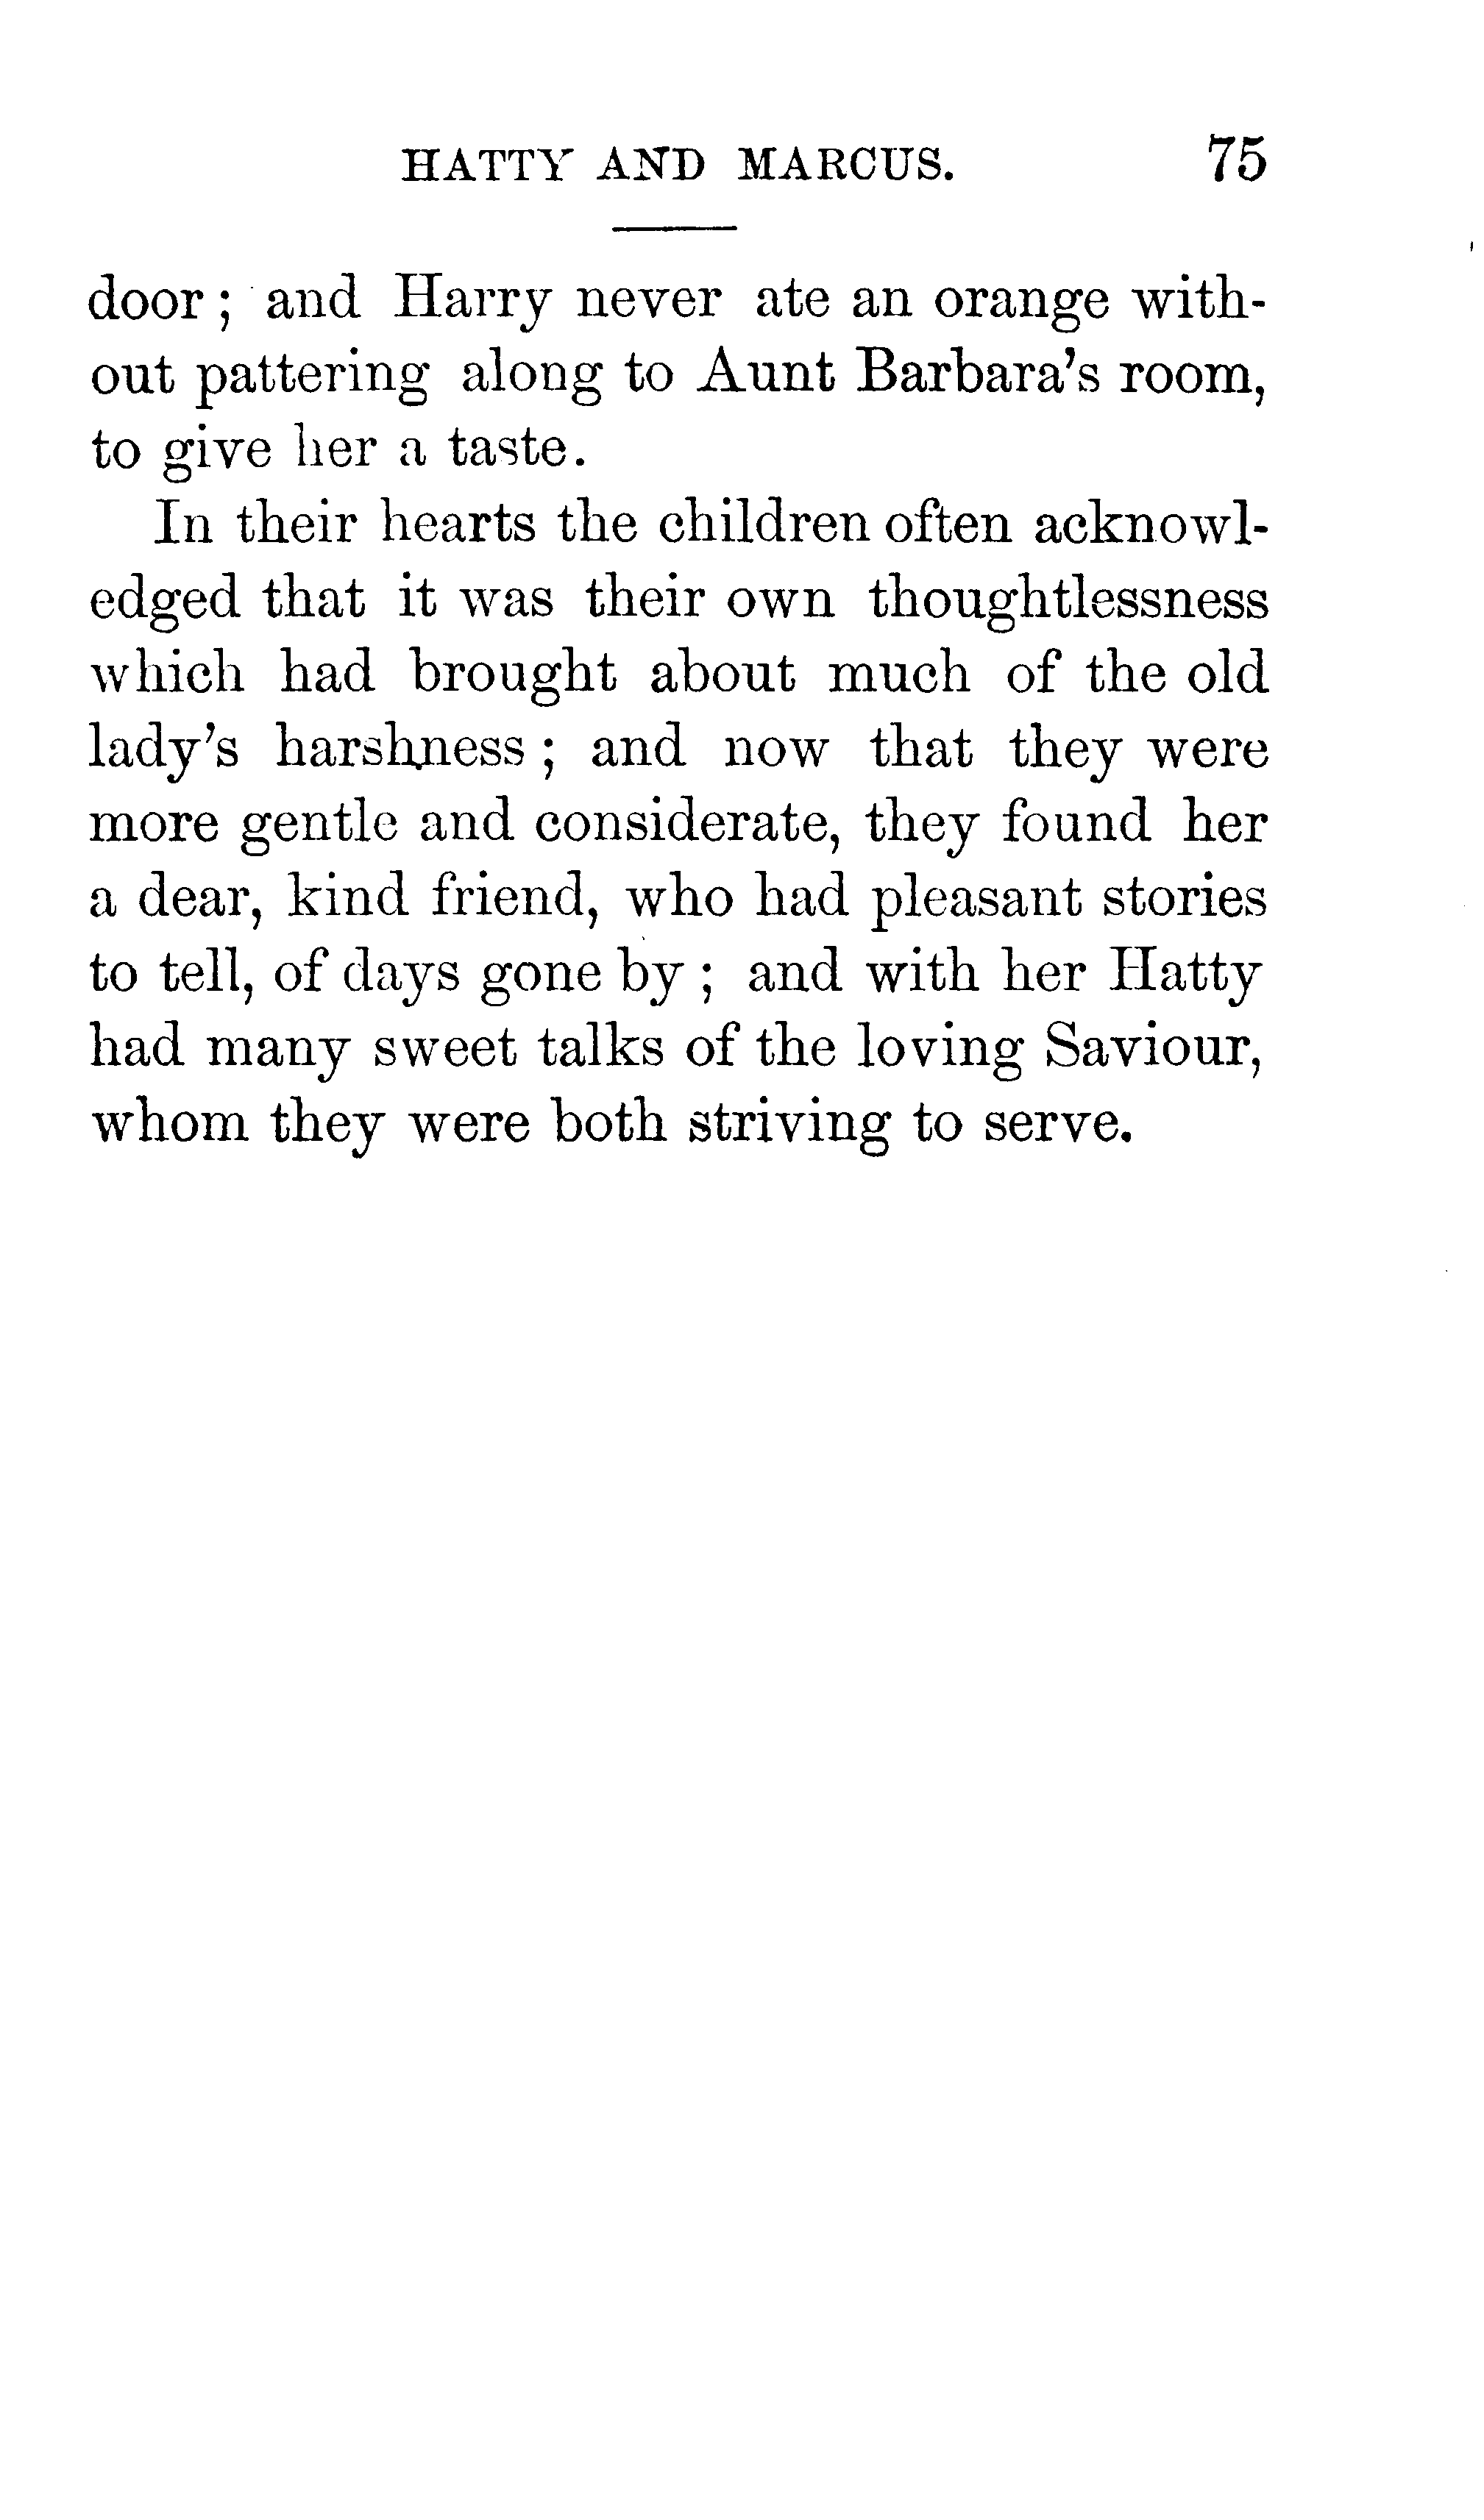 HATTY AND MARCUS. 75
door; and Harry never ate an orange with-
out pattering along to Aunt Barbara's room,
to give her a taste.
In their hearts the children often acknowl-
edged that it was their own thoughtlessness
which had brought about much of the old
lady's harshness; and now that they were
more gentle and considerate, they found her
a dear, kind friend, who had pleasant stories
to tell, of days gone by; and with her Hatty
had many sweet talks of the loving Saviour,
whom they were both striving to serve.